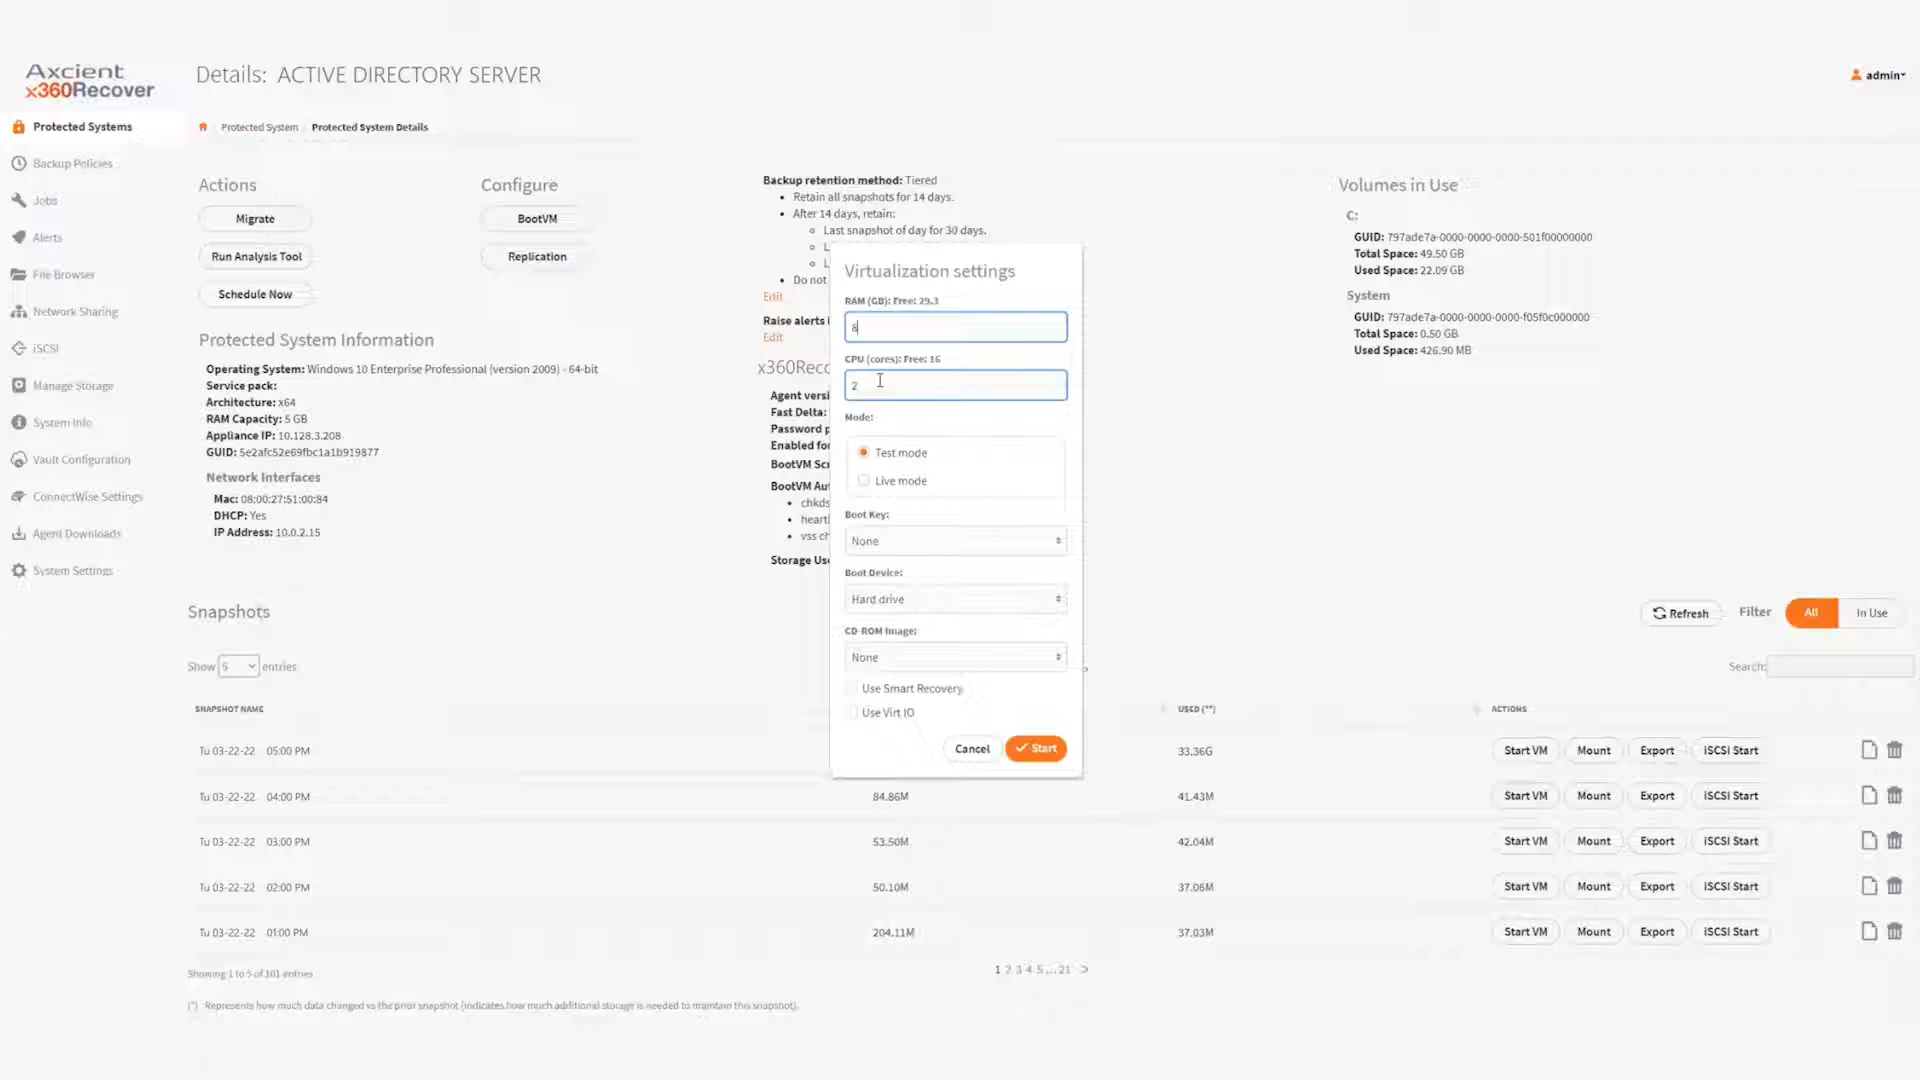 Axcient
x360Recover
Details: ACTIVE DIRECTORY SERVER
admin
Protected Systems
Backup Policies
Jobs
Alerts
File Browser
Network Sharing
iSCSI
Manage Storage
System Info
Vault Configuration
ConnectWise Settings
Agent Downloads
System Settings
Protected System / Protected System Details
Actions
Migrate
Run Analysis Tool
Schedule Now
Configure
BootVM
Replication
Protected System Information
Operating System: Windows 10 Enterprise Professional (version 2009) - 64-bit
Service pack:
Architecture: x64
RAM Capacity: 5 GB
Appliance IP: 10.128.3.208
GUID: 5e2afc52e69fbc1a1b919877
Network Interfaces
Mac: 08:00:27:51:00:84
DHCP: Yes
IP Address: 10.0.2.15
Backup retention method: Tiered
Retain all snapshots for 14 days.
After 14 days, retain:
Last snapshot of day for 30 days.
L
L
Do not
Edit
Raise alerts i
Edit
x360Reco
Agent versi
Fast Delta:
Password p
Enabled for
BootVM Scr
BootVM Aut
chkds
heart
vss ch
Storage Use
Virtualization settings
RAM (GB): Free: 29.3
8
CPU (cores): Free: 16
2
Mode:
Test mode
Live mode
Boot Key:
None
Boot Device:
Hard drive
CD-ROM Image:
None
Use Smart Recovery
Use Virt IO
Cancel
Start
Volumes in Use
C:
GUID: 797ade7a-0000-0000-0000-501f00000000
Total Space: 49.50 GB
Used Space: 22.09 GB
System
GUID: 797ade7a-0000-0000-0000-f05f0c000000
Total Space: 0.50 GB
Used Space: 426.90 MB
Snapshots
Refresh
Filter
All
In Use
Show 5 entries
Search:
SNAPSHOT NAME USED (**) ACTIONS
Tu 03-22-22 05:00 PM 33.36G Start VM Mount Export iSCSI Start
Tu 03-22-22 04:00 PM 84.86M 41.43M Start VM Mount Export iSCSI Start
Tu 03-22-22 03:00 PM 53.50M 42.04M Start VM Mount Export iSCSI Start
Tu 03-22-22 02:00 PM 50.10M 37.06M Start VM Mount Export iSCSI Start
Tu 03-22-22 01:00 PM 204.11M 37.03M Start VM Mount Export iSCSI Start
Showing 1 to 5 of 101 entries
1 2 3 4 5 ... 21 >
(*) Represents how much data changed vs the prior snapshot (indicates how much additional storage is needed to maintain this snapshot).